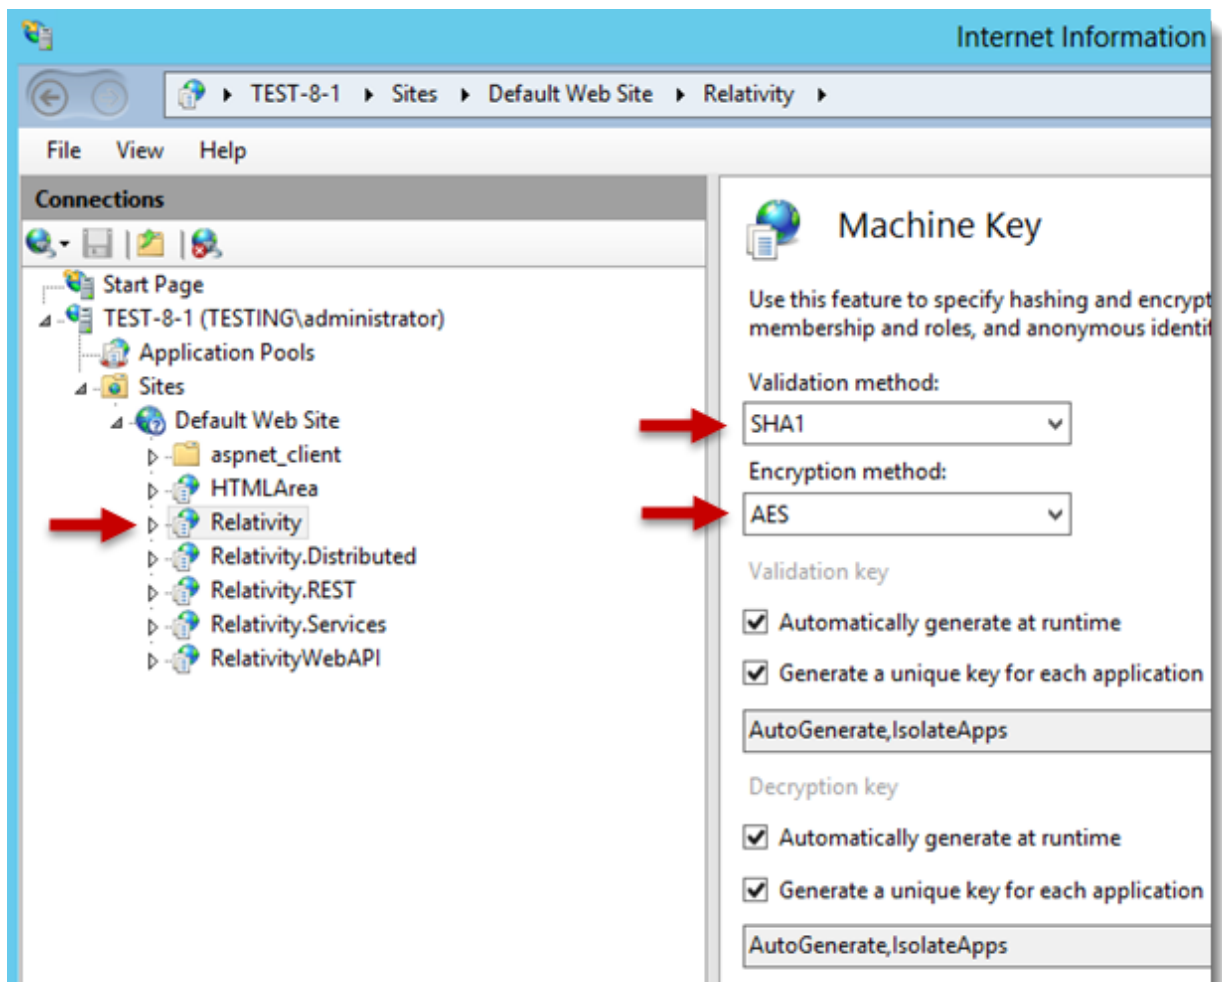 Internet Information
TEST-8-1 Sites Default Web Site Relativity
File View Help
Connections
Start Page
TEST-8-1 (TESTING\administrator)
Application Pools
Sites
Default Web Site
aspnet_client
HTMLArea
Relativity
Relativity.Distributed
Relativity.REST
Relativity.Services
RelativityWebAPI
Machine Key
Use this feature to specify hashing and encrypt
membership and roles, and anonymous identif
Validation method:
SHA1
Encryption method:
AES
Validation key
Automatically generate at runtime
Generate a unique key for each application
AutoGenerate,IsolateApps
Decryption key
Automatically generate at runtime
Generate a unique key for each application
AutoGenerate,IsolateApps